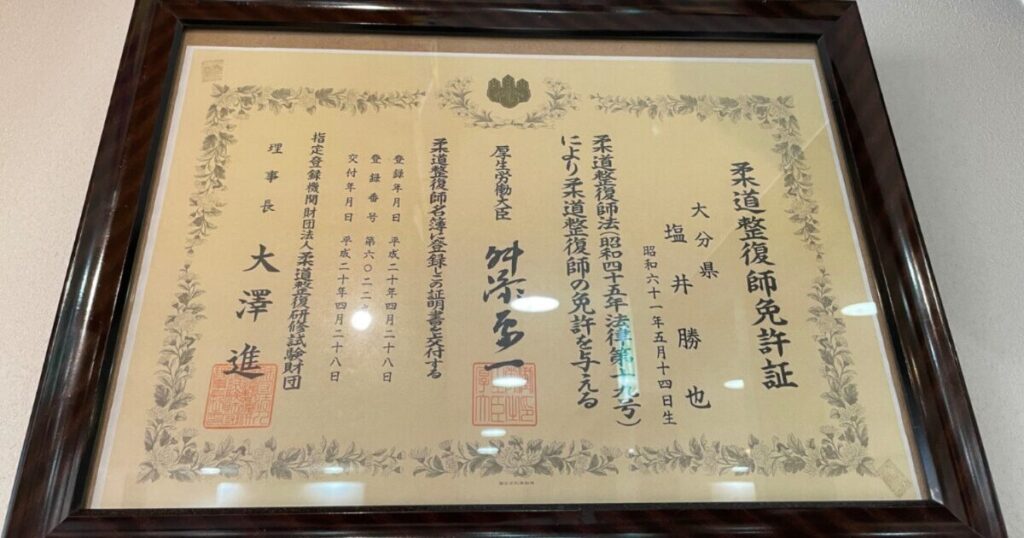 柔道整復師免許証
大分県
塩井勝也
昭和六十一年五月十四日生
柔道整復師法(昭和四十五年法律第十九号)
により柔道整復師の免許を与える
厚生労働大臣
舛添要一
柔道整復師名簿に登録しこの証明書を交付する
登録年月日 平成二十年四月二十八日
登録番号 第六〇二二
交付年月日 平成二十年四月二十八日
指定登録機関財団法人柔道整復研修試験財団
理事長 大澤進